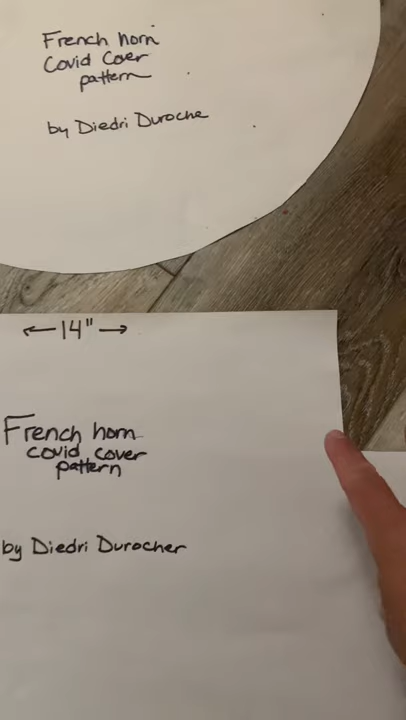 French horn
Covid Cover
pattern
by Diedri Duroche
←14"→
French horn
covid cover
pattern
by Diedri Durocher